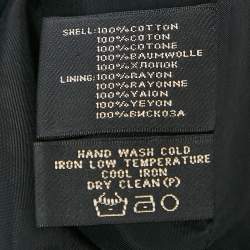 SHELL:100%COTTON
100%COTON
100%COTONE
100%BAUMWOLLE
100%ХЛОПОК
LINING:100%RAYON
100%RAYONNE
100%YAION
100%YEYON
100%ВИСКОЗА
HAND WASH COLD
IRON LOW TEMPERATURE
COOL IRON
DRY CLEAN(P)